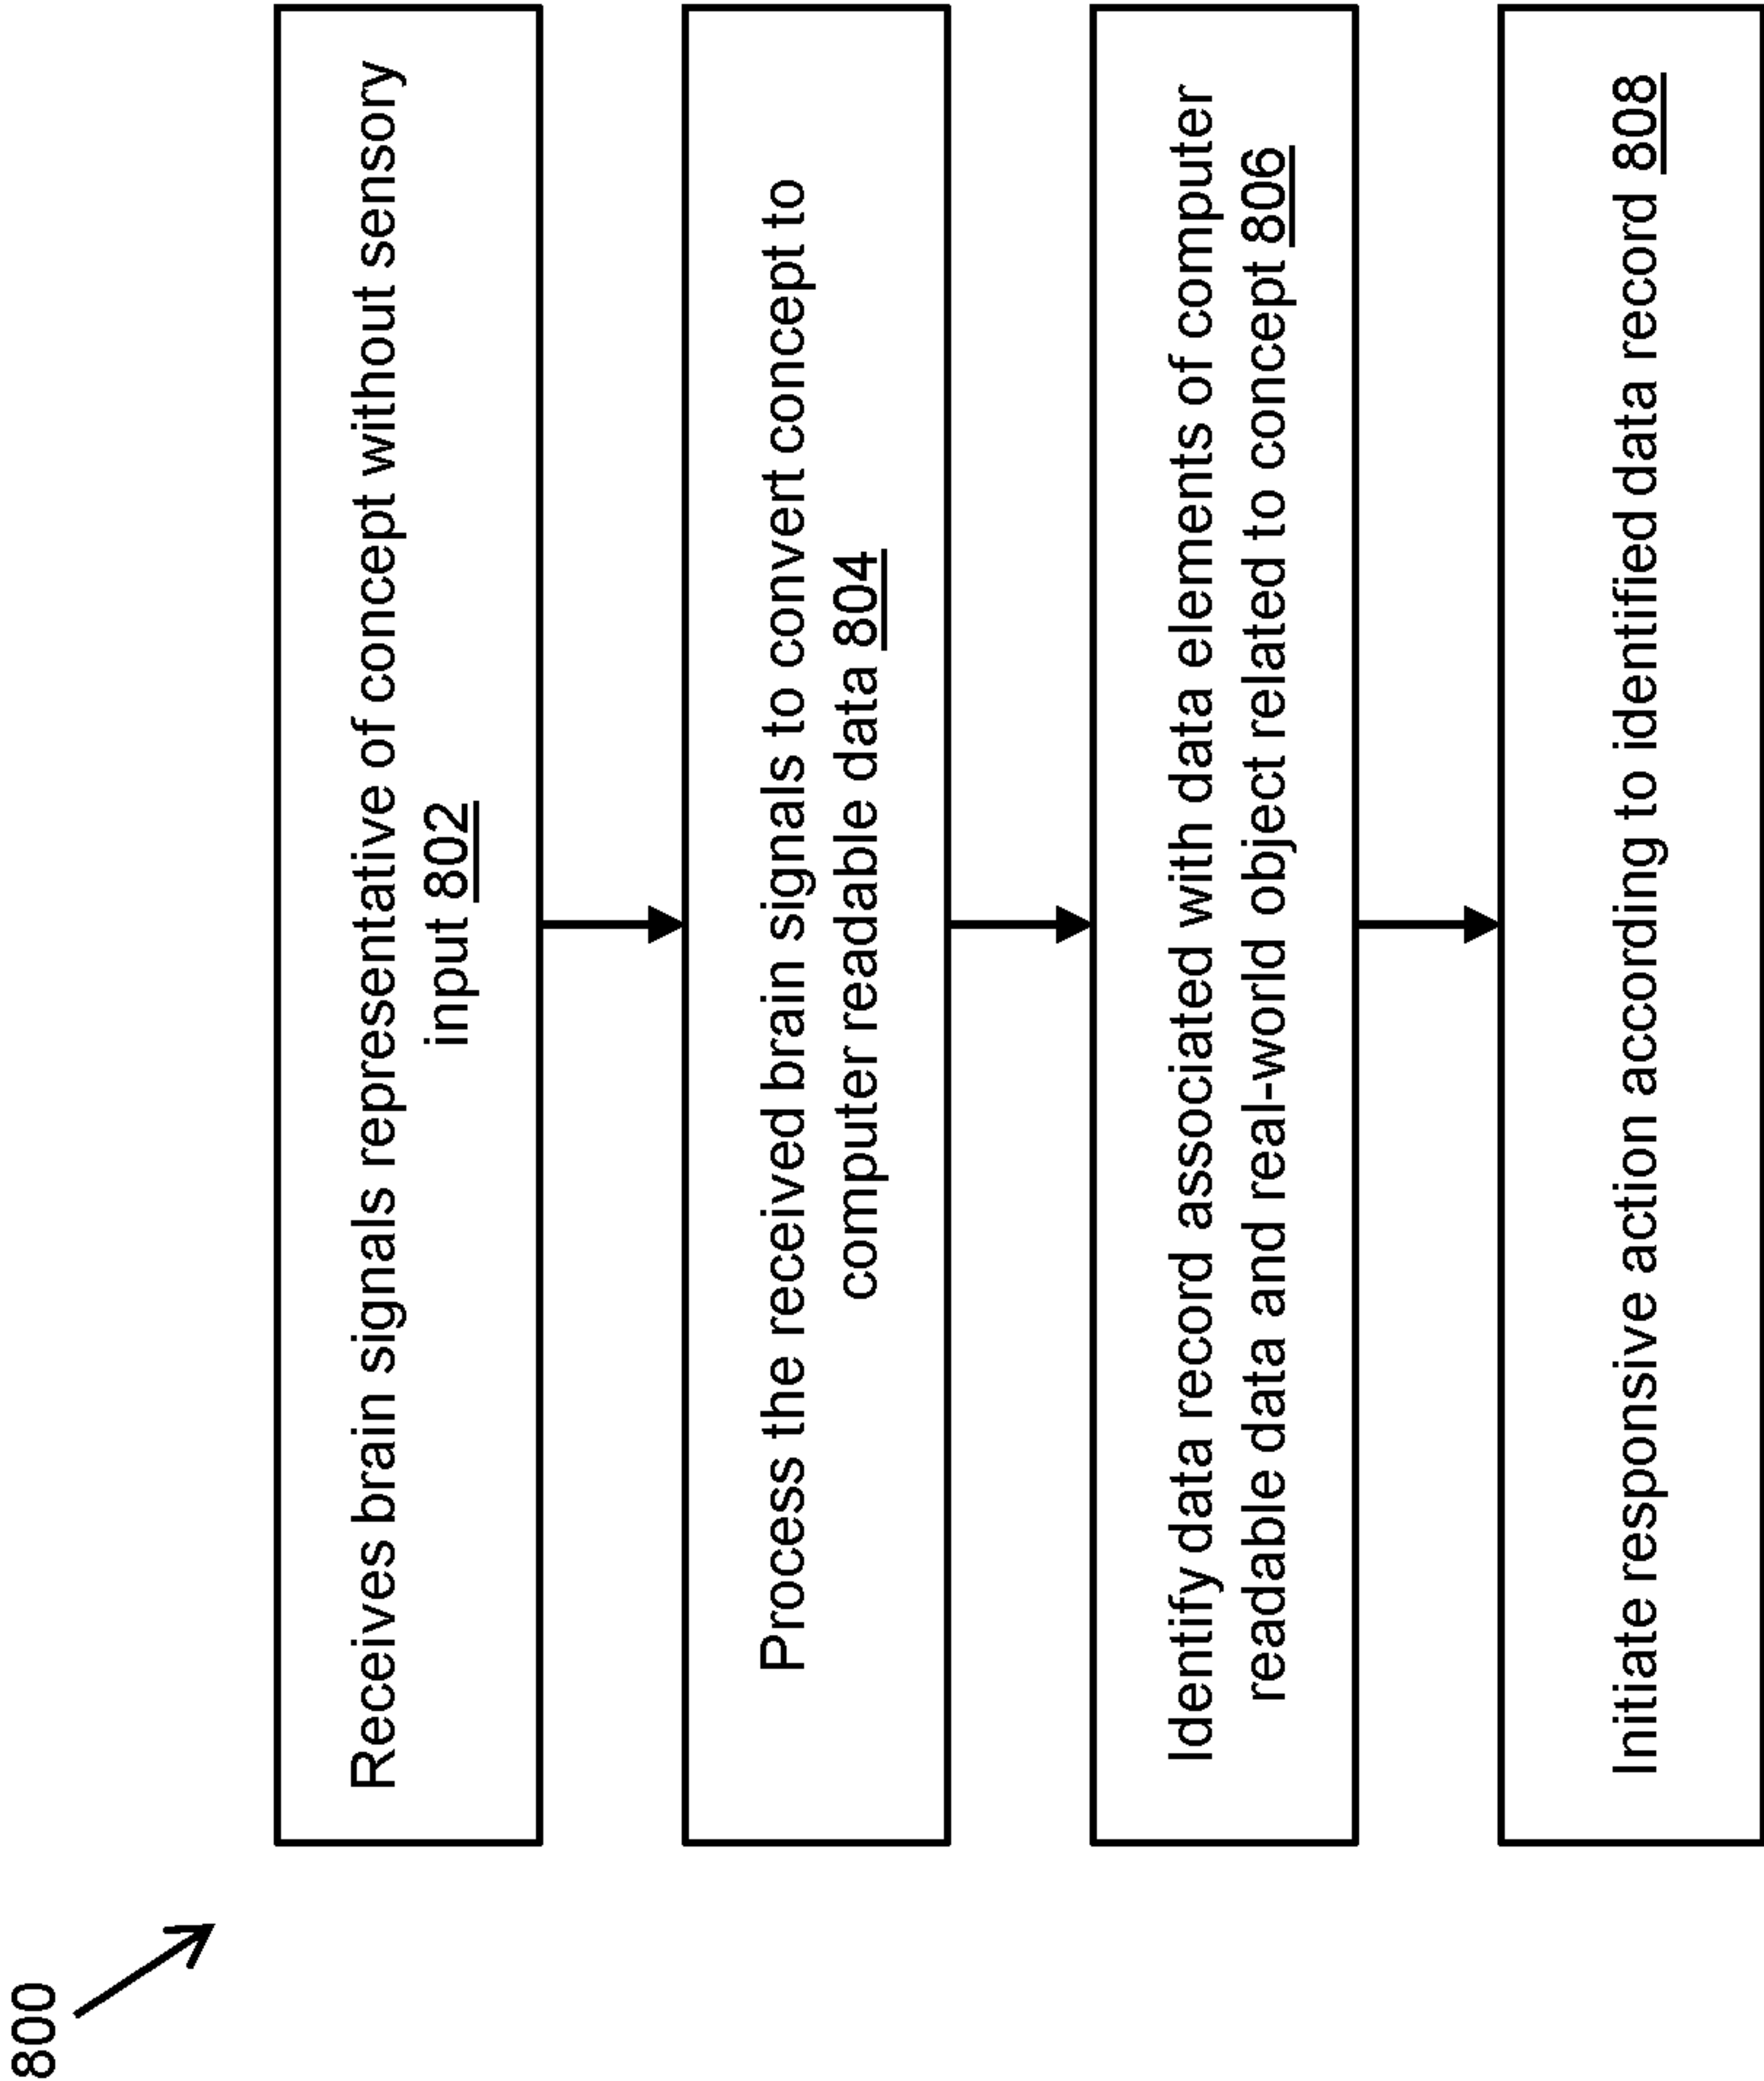 800
Receives brain signals representative of concept without sensory
input 802
Process the received brain signals to convert concept to
computer readable data 804
Identify data record associated with data elements of computer
readable data and real-world object related to concept 806
Initiate responsive action according to identified data record 808